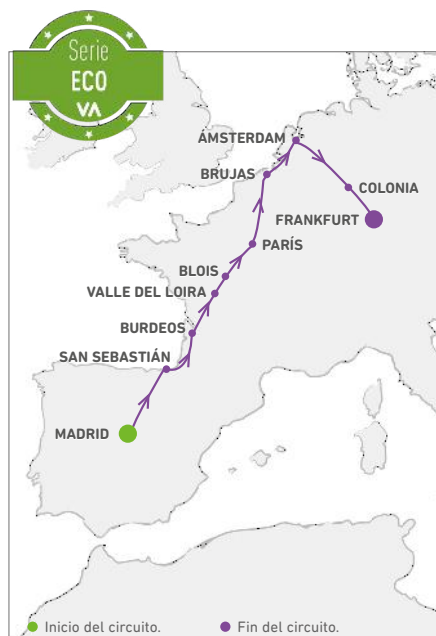 Serie
ECO
VA
ÁMSTERDAM
BRUJAS
COLONIA
FRANKFURT
PARÍS
BLOIS
VALLE DEL LOIRA
BURDEOS
SAN SEBASTIÁN
MADRID
Inicio del circuito.
Fin del circuito.